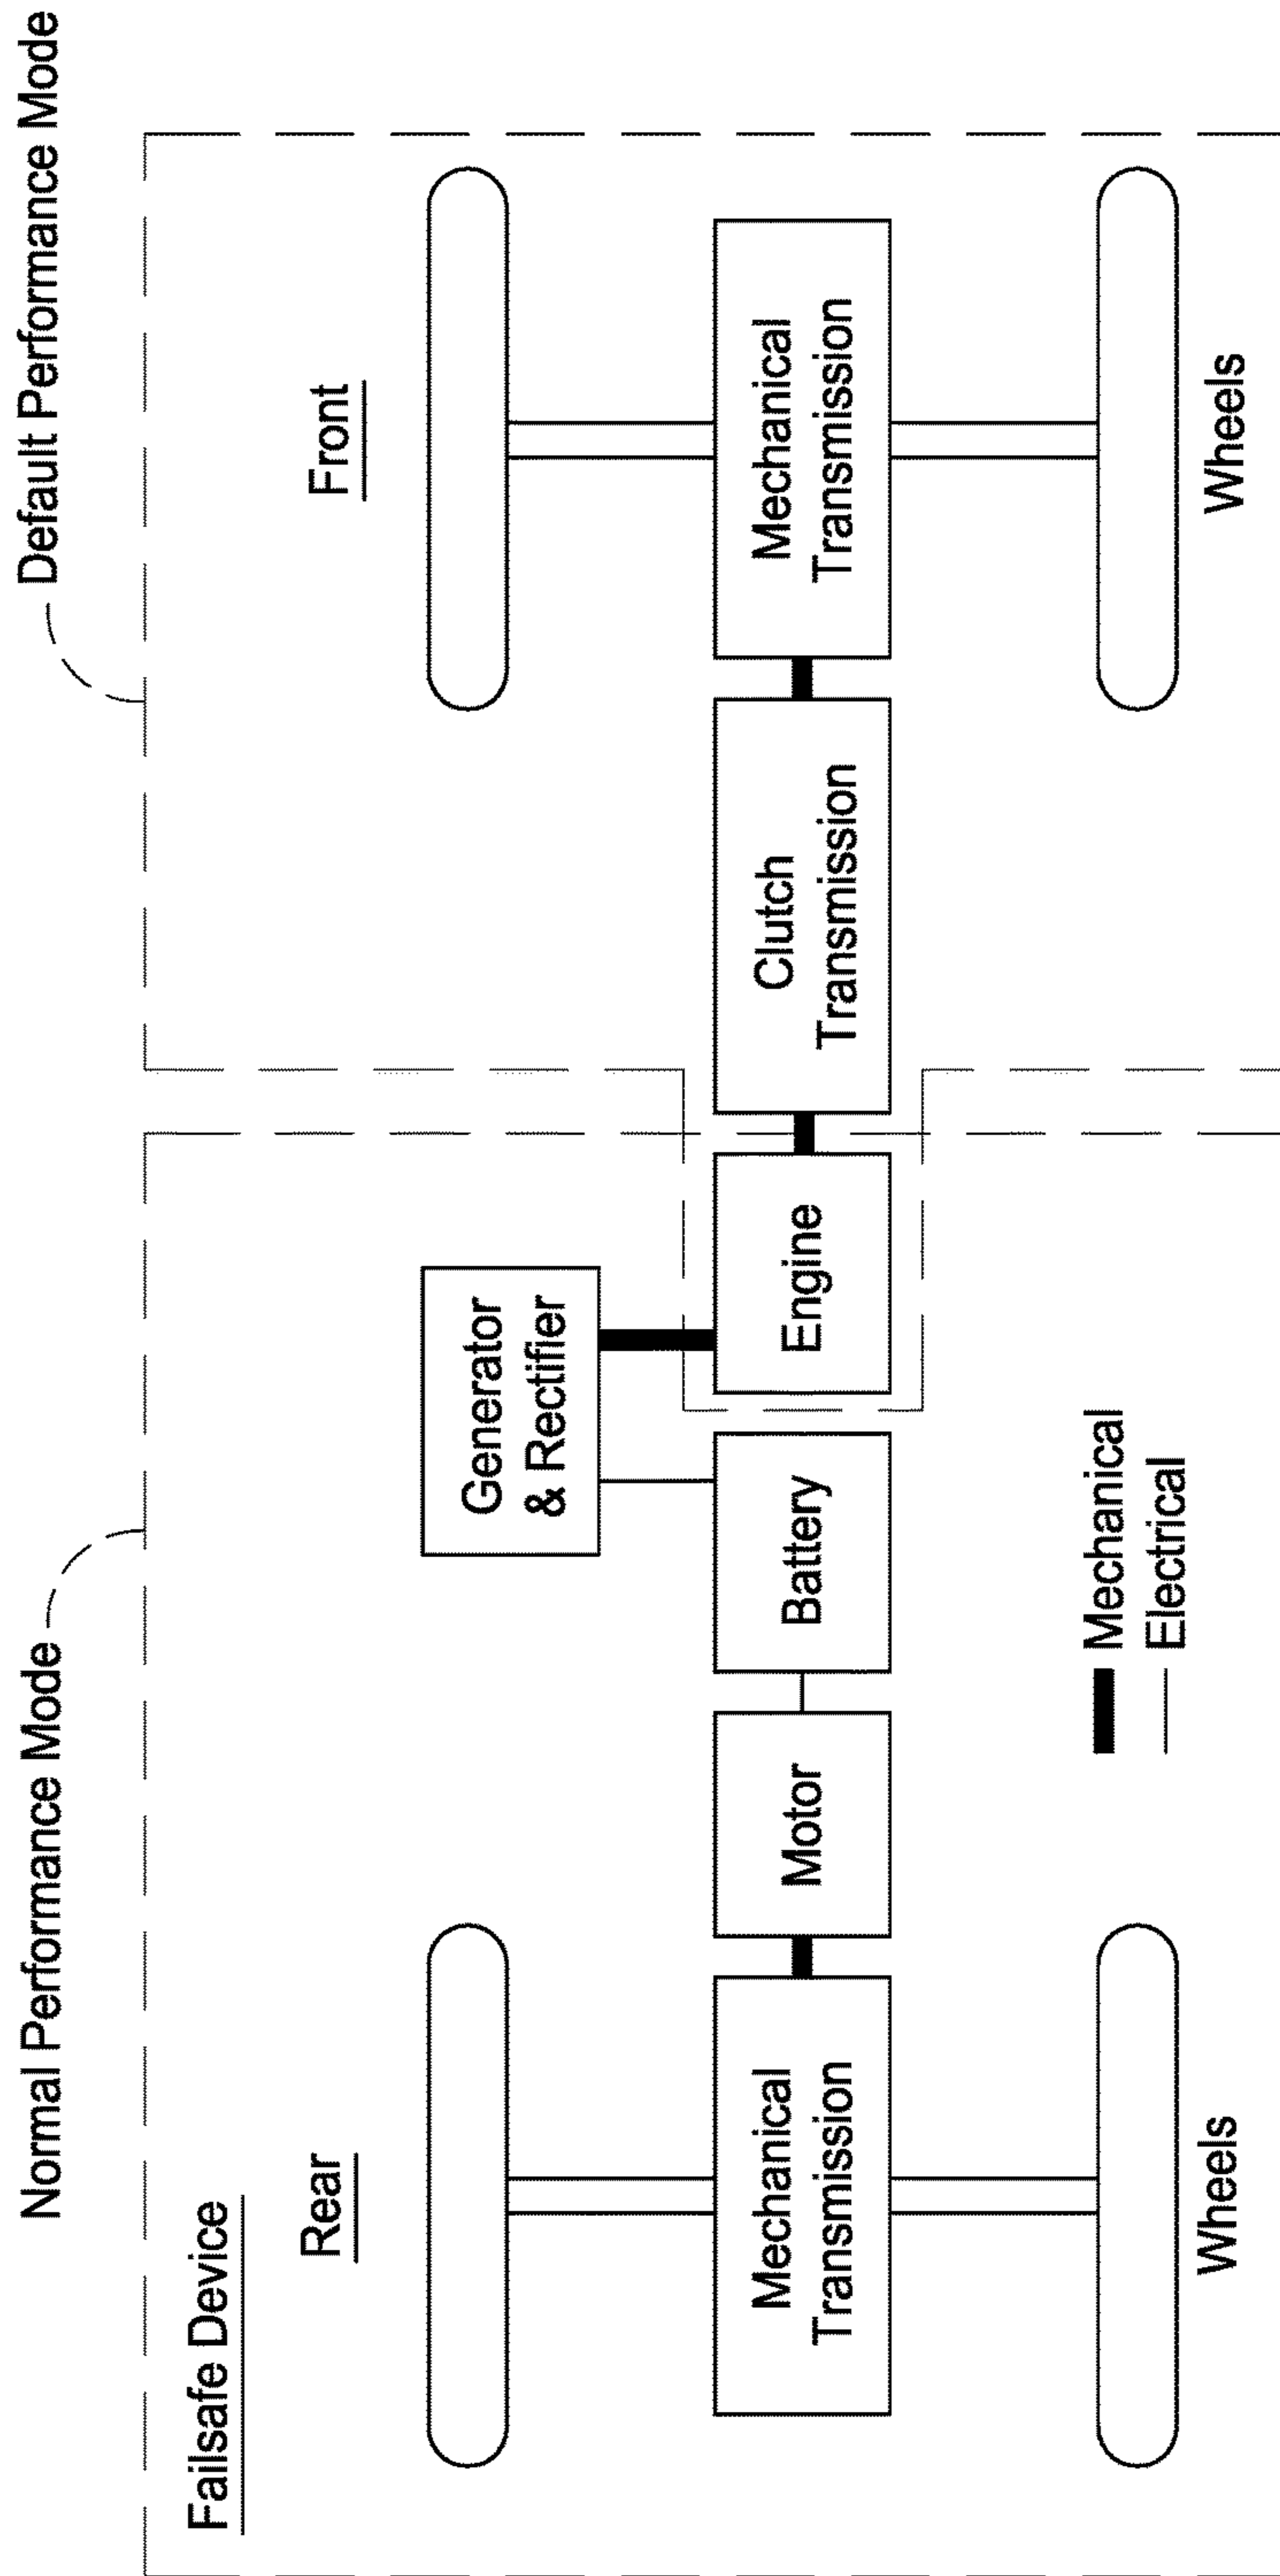 Normal Performance Mode
Default Performance Mode
Failsafe Device
Rear
Front
Generator
& Rectifier
Mechanical
Transmission
Motor
Battery
Engine
Clutch
Transmission
Mechanical
Transmission
Mechanical
Electrical
Wheels
Wheels